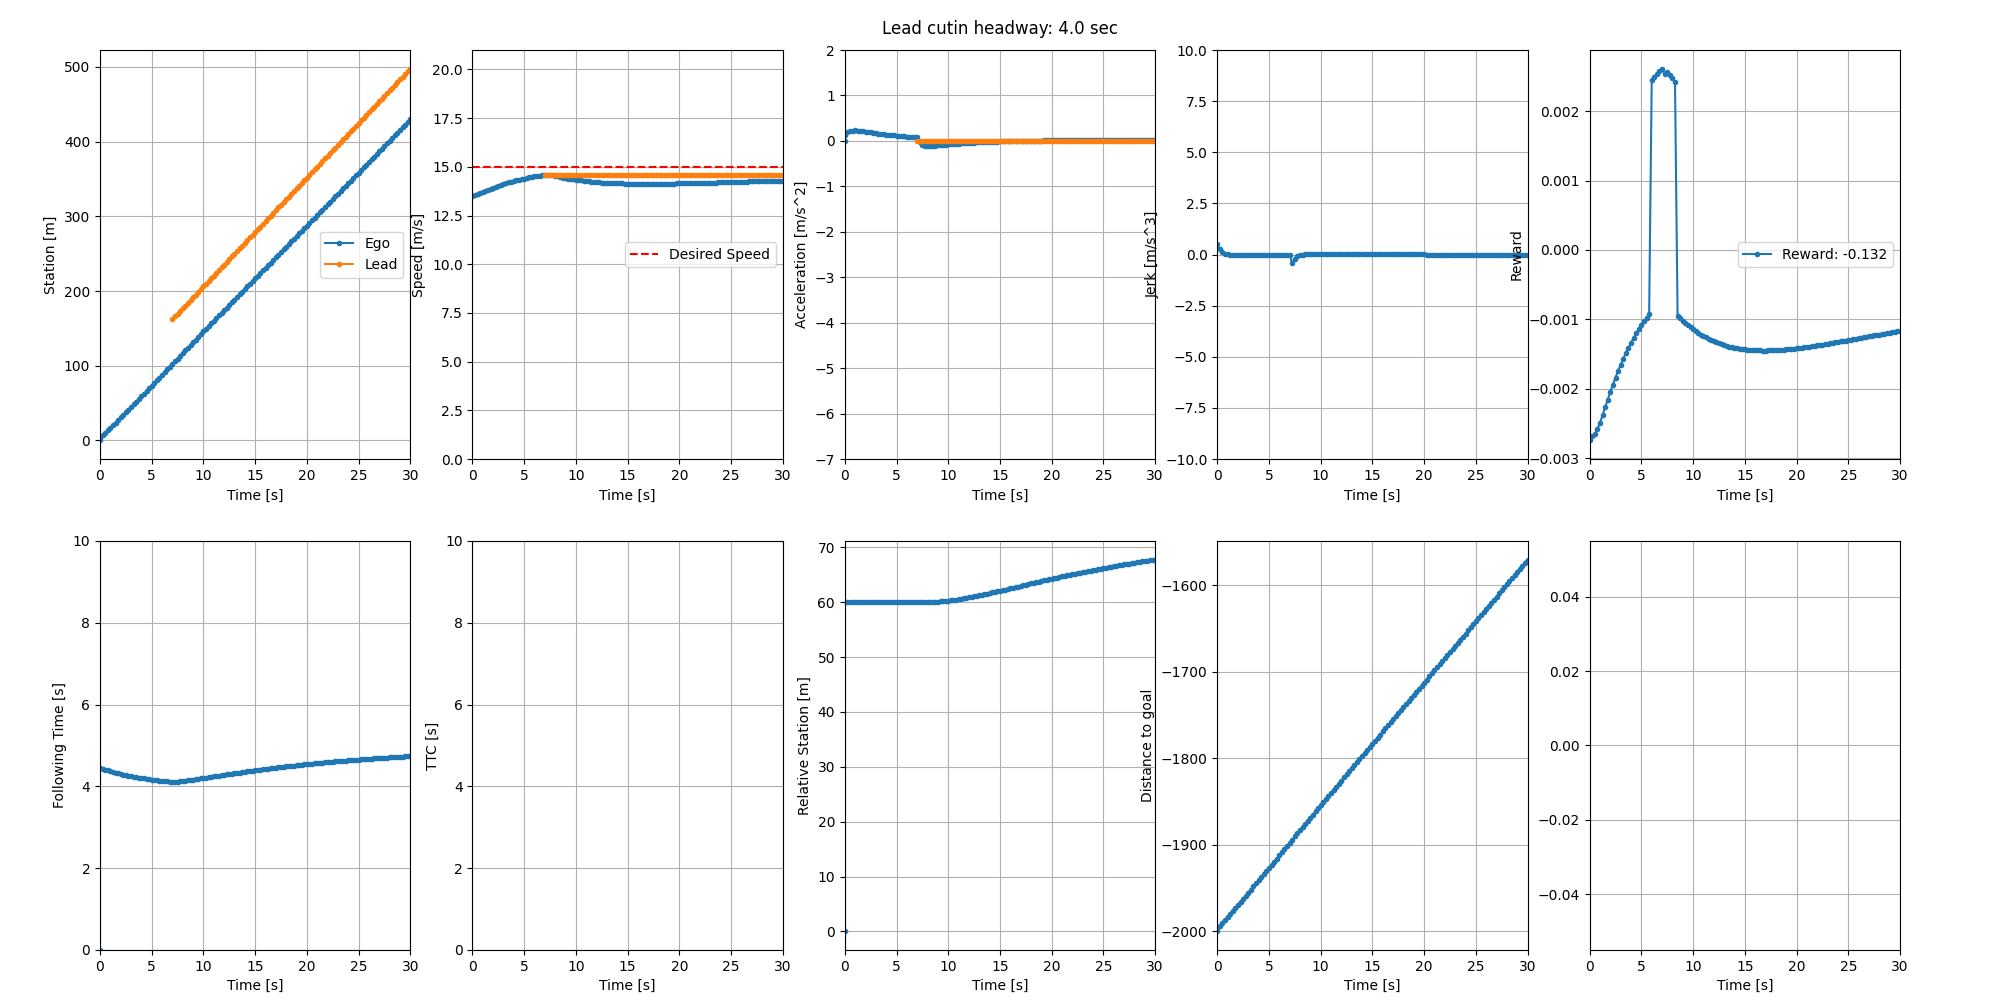 Lead cutin headway: 4.0 sec
500
400
300
200
100
0
0 5 10 15 20 25 30
Time [s]
Station [m]
Ego
Lead
20.0
17.5
15.0
12.5
10.0
7.5
5.0
2.5
0.0
0 5 10 15 20 25 30
Time [s]
Speed [m/s]
Desired Speed
2
1
0
−1
−2
−3
−4
−5
−6
−7
0 5 10 15 20 25 30
Time [s]
Acceleration [m/s^2]
10.0
7.5
5.0
2.5
0.0
−2.5
−5.0
−7.5
−10.0
0 5 10 15 20 25 30
Time [s]
Jerk [m/s^3]
0.002
0.001
0.000
−0.001
−0.002
−0.003
0 5 10 15 20 25 30
Time [s]
Reward
Reward: -0.132
10
8
6
4
2
0
0 5 10 15 20 25 30
Time [s]
Following Time [s]
10
8
6
4
2
0
0 5 10 15 20 25 30
Time [s]
TTC [s]
70
60
50
40
30
20
10
0
0 5 10 15 20 25 30
Time [s]
Relative Station [m]
−1600
−1700
−1800
−1900
−2000
0 5 10 15 20 25 30
Time [s]
Distance to goal
0.04
0.02
0.00
−0.02
−0.04
0 5 10 15 20 25 30
Time [s]